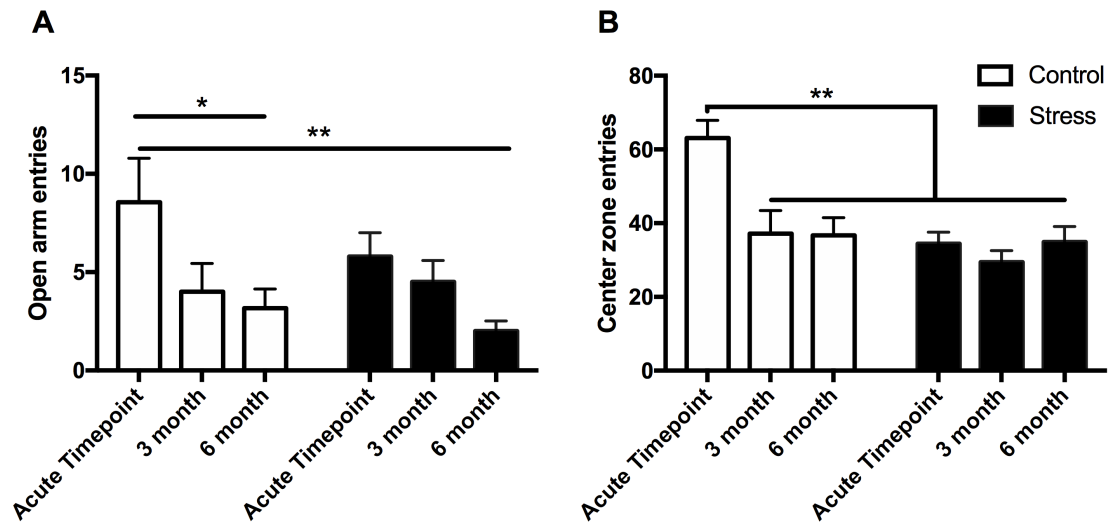 A
Open arm entries
15
10
5
0
*
**
Acute Timepoint
3 month
6 month
Acute Timepoint
3 month
6 month
B
Center zone entries
80
60
40
20
0
**
Control
Stress
Acute Timepoint
3 month
6 month
Acute Timepoint
3 month
6 month